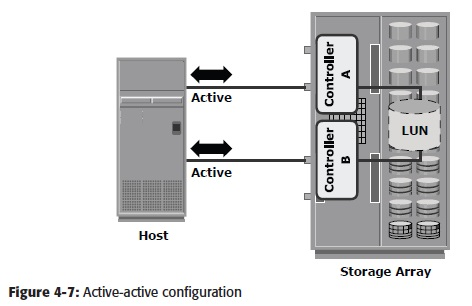 Active
Controller A
LUN
Controller B
Active
Host
Storage Array
Figure 4-7: Active-active configuration